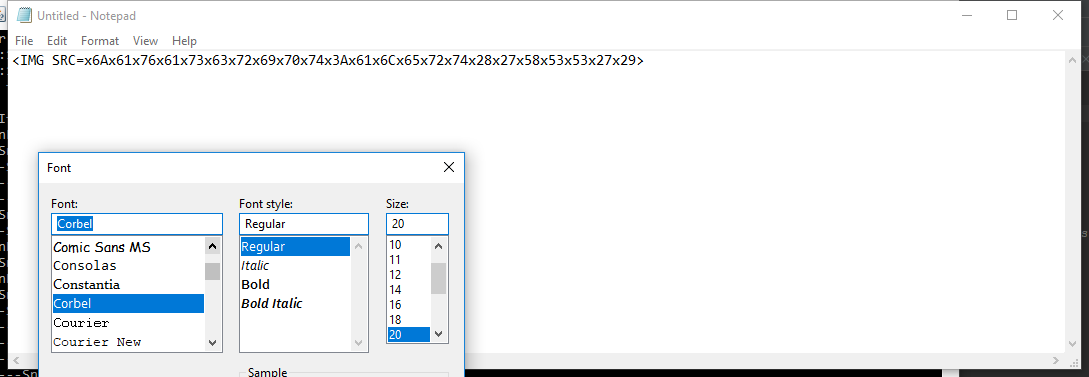 Untitled - Notepad
File Edit Format View Help
<IMG SRC=x6Ax61x76x61x73x63x72x69x70x74x3Ax61x6Cx65x72x74x28x27x58x53x53x27x29>
Font
Font: Font style: Size:
Corbel Regular 20
Comic Sans MS
Consolas
Constantia
Corbel
Courier
Courier New
Regular
Italic
Bold
Bold Italic
10
11
12
14
16
18
20
Sample